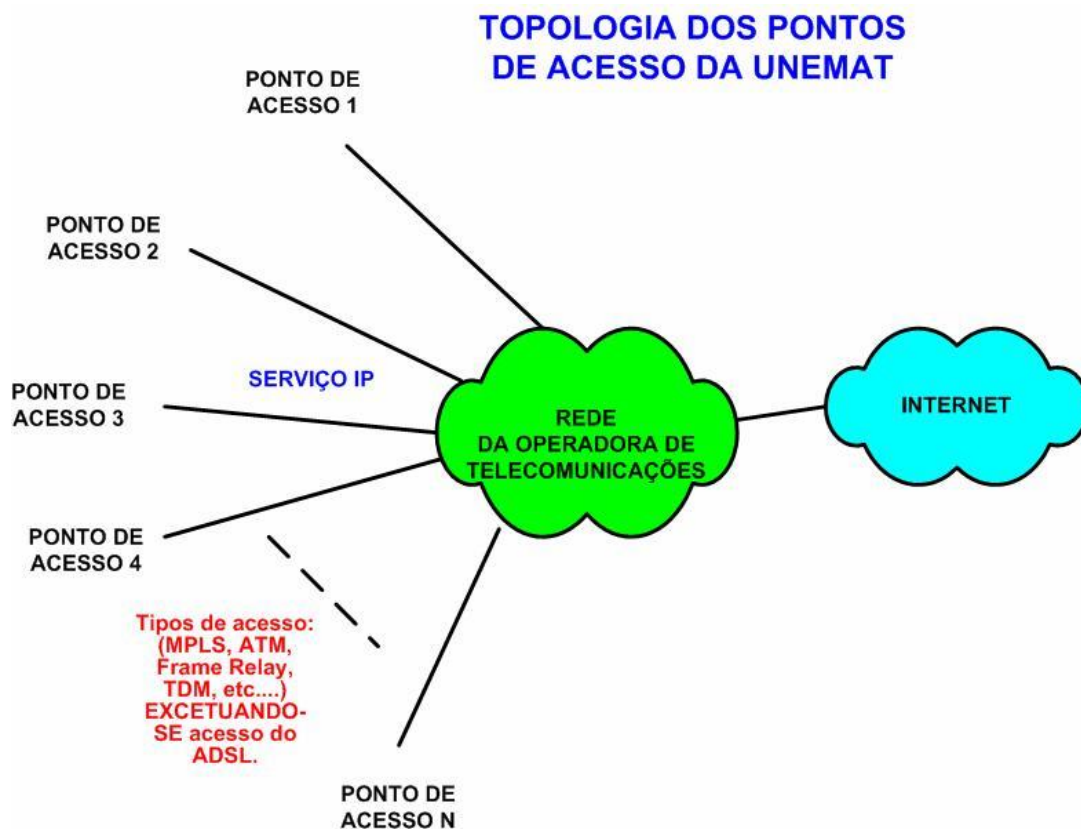 TOPOLOGIA DOS PONTOS
DE ACESSO DA UNEMAT
PONTO DE
ACESSO 1
PONTO DE
ACESSO 2
SERVIÇO IP
PONTO DE
ACESSO 3
REDE
DA OPERADORA DE
TELECOMUNICAÇÕES
INTERNET
PONTO DE
ACESSO 4
Tipos de acesso:
(MPLS, ATM,
Frame Relay,
TDM, etc....)
EXCETUANDO-
SE acesso do
ADSL.
PONTO DE
ACESSO N